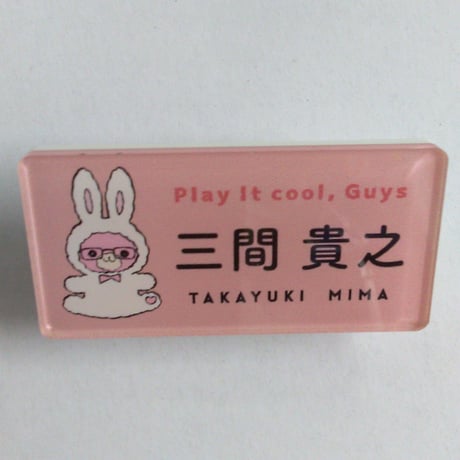 Play It cool, Guys
三間 貴之
TAKAYUKI MIMA